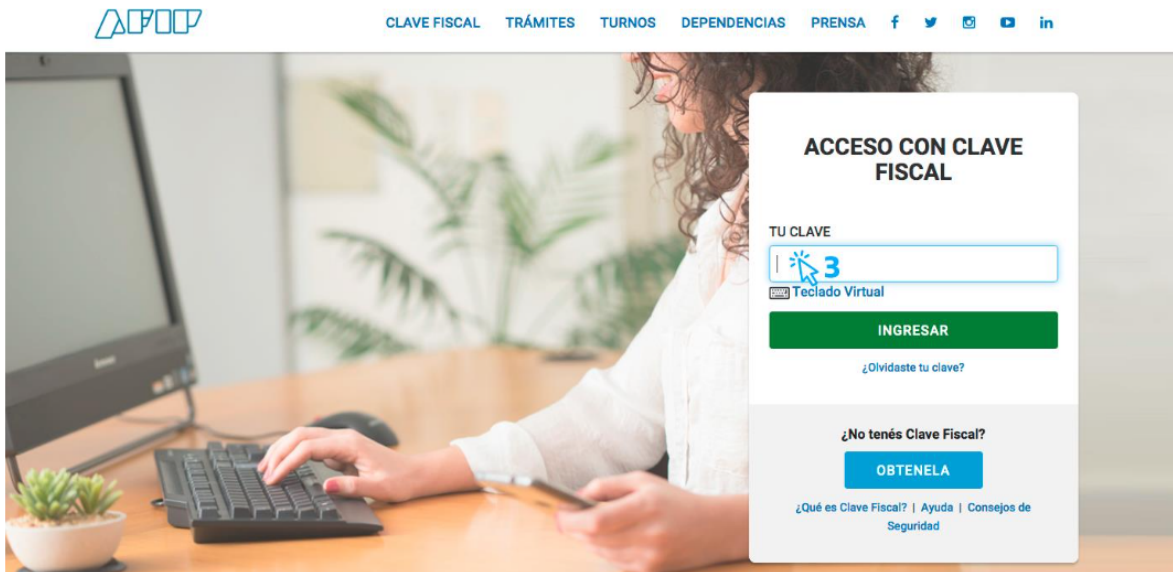 AFIP
CLAVE FISCAL TRÁMITES TURNOS DEPENDENCIAS PRENSA f in
ACCESO CON CLAVE
FISCAL
TU CLAVE
3
Teclado Virtual
INGRESAR
¿Olvidaste tu clave?
¿No tenés Clave Fiscal?
OBTENELA
¿Qué es Clave Fiscal? | Ayuda | Consejos de
Seguridad